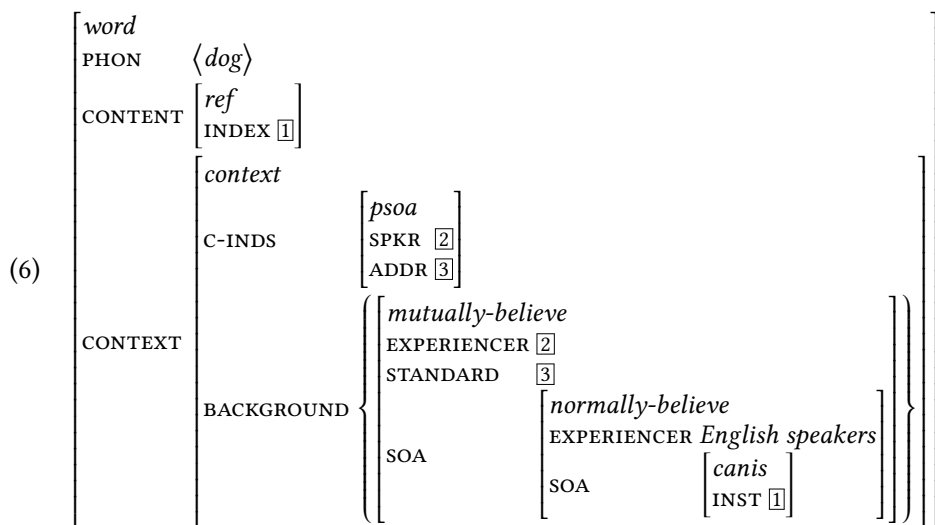 word
PHON ⟨dog⟩
ref
CONTENT
INDEX 1
context
psoa
C-INDS SPKR 2
ADDR 3
(6)
mutually-believe
CONTEXT EXPERIENCER 2
STANDARD 3
normally-believe
BACKGROUND
EXPERIENCER English speakers
SOA
canis
SOA
INST 1